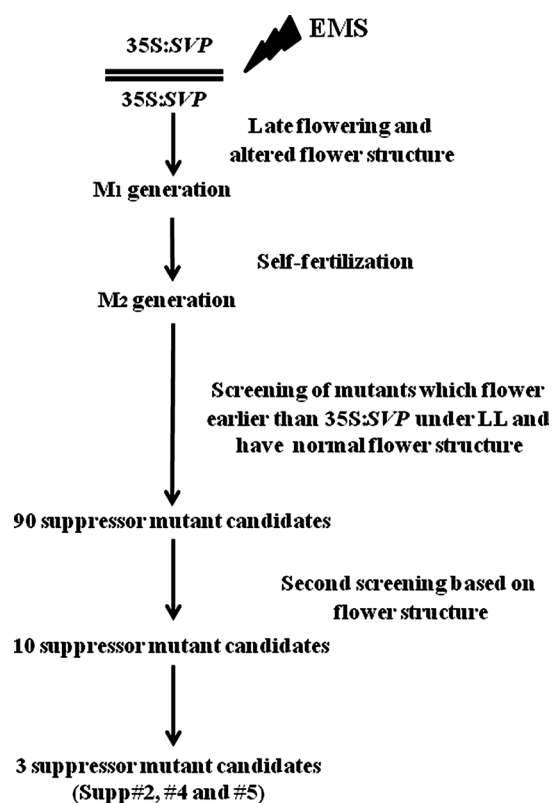 35S:SVP
EMS
35S:SVP
Late flowering and
altered flower structure
M1 generation
Self-fertilization
M2 generation
Screening of mutants which flower
earlier than 35S:SVP under LL and
have normal flower structure
90 suppressor mutant candidates
Second screening based on
flower structure
10 suppressor mutant candidates
3 suppressor mutant candidates
(Supp#2, #4 and #5)